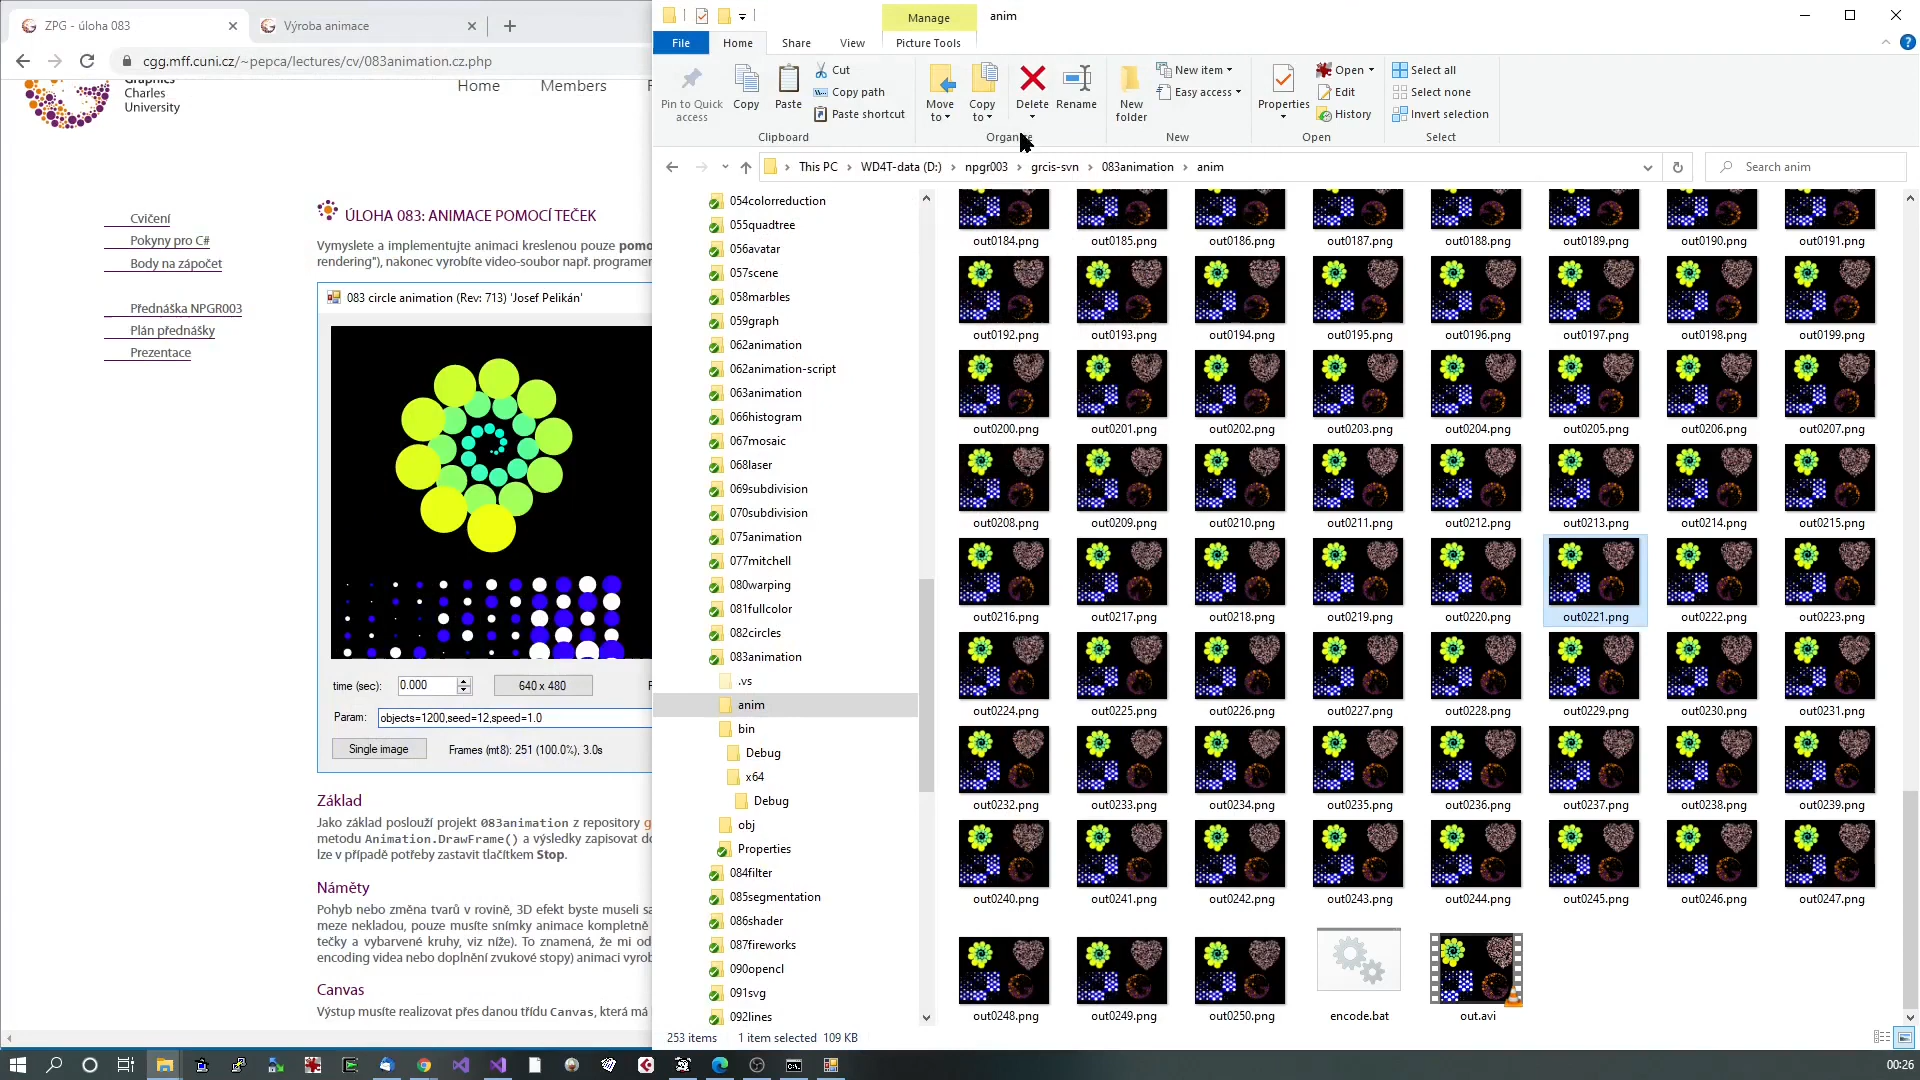 ZPG - úloha 083
Výroba animace
cgg.mff.cuni.cz/~pepca/lectures/cv/083animation.cz.php
Charles
University
Home
Members
Cvičení
Pokyny pro C#
Body na zápočet
Přednáška NPGR003
Plán přednášky
Prezentace
ÚLOHA 083: ANIMACE POMOCÍ TEČEK
Vymyslete a implementujte animaci kreslenou pouze pomo
rendering"), nakonec vyrobíte video-soubor např. programem
083 circle animation (Rev: 713) 'Josef Pelikán'
time (sec):
0.000
640 x 480
Param:
objects=1200,seed=12,speed=1.0
Single image
Frames (mt8): 251 (100.0%), 3.0s
Základ
Jako základ poslouží projekt 083animation z repository g
metodu Animation.DrawFrame() a výsledky zapisovat do
lze v případě potřeby zastavit tlačítkem Stop.
Náměty
Pohyb nebo změna tvarů v rovině, 3D efekt byste museli sa
meze nekladou, pouze musíte snímky animace kompletně
tečky a vybarvené kruhy, viz níže). To znamená, že mi od
encoding videa nebo doplnění zvukové stopy) animaci vyrob
Canvas
Výstup musíte realizovat přes danou třídu Canvas, která má
Manage
anim
File
Home
Share
View
Picture Tools
Pin to Quick access
Copy
Paste
Cut
Copy path
Paste shortcut
Clipboard
Move to
Copy to
Delete
Rename
Organize
New folder
New item
Easy access
New
Properties
Open
Edit
History
Open
Select all
Select none
Invert selection
Select
This PC
WD4T-data (D:)
npgr003
grcis-svn
083animation
anim
Search anim
054colorreduction
055quadtree
056avatar
057scene
058marbles
059graph
062animation
062animation-script
063animation
066histogram
067mosaic
068laser
069subdivision
070subdivision
075animation
077mitchell
080warping
081fullcolor
082circles
083animation
.vs
anim
bin
Debug
x64
Debug
obj
Properties
084filter
085segmentation
086shader
087fireworks
090opencl
091svg
092lines
out0184.png out0185.png out0186.png out0187.png out0188.png out0189.png out0190.png out0191.png
out0192.png out0193.png out0194.png out0195.png out0196.png out0197.png out0198.png out0199.png
out0200.png out0201.png out0202.png out0203.png out0204.png out0205.png out0206.png out0207.png
out0208.png out0209.png out0210.png out0211.png out0212.png out0213.png out0214.png out0215.png
out0216.png out0217.png out0218.png out0219.png out0220.png out0221.png out0222.png out0223.png
out0224.png out0225.png out0226.png out0227.png out0228.png out0229.png out0230.png out0231.png
out0232.png out0233.png out0234.png out0235.png out0236.png out0237.png out0238.png out0239.png
out0240.png out0241.png out0242.png out0243.png out0244.png out0245.png out0246.png out0247.png
out0248.png out0249.png out0250.png encode.bat out.avi
253 items
1 item selected 109 KB
00:26